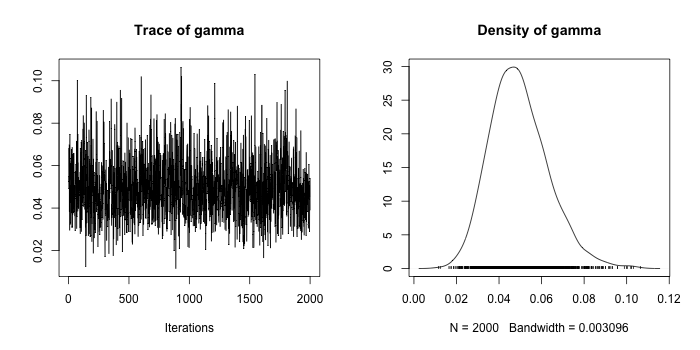 Trace of gamma
0.10
0.08
0.06
0.04
0.02
0 500 1000 1500 2000
Iterations
Density of gamma
30
25
20
15
10
5
0
0.00 0.02 0.04 0.06 0.08 0.10 0.12
N = 2000 Bandwidth = 0.003096